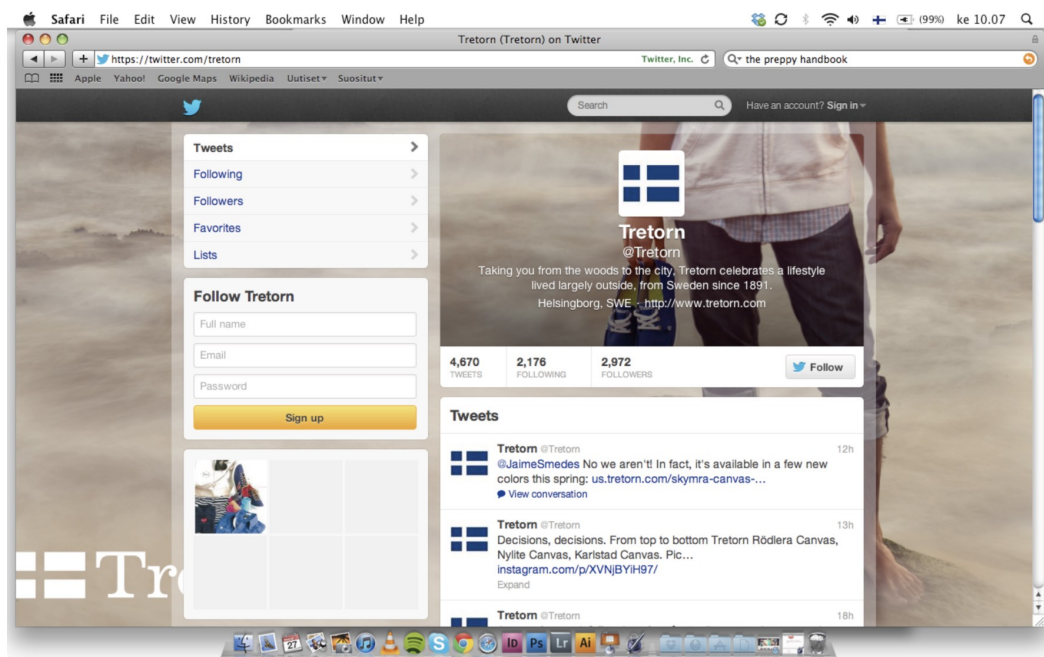 Safari File Edit View History Bookmarks Window Help
(99%) ke 10.07
Tretorn (Tretorn) on Twitter
https://twitter.com/tretorn
Twitter, Inc.
the preppy handbook
Apple Yahoo! Google Maps Wikipedia Uutiset Suositut
Search
Have an account? Sign in
Tweets
Following
Followers
Favorites
Lists
Follow Tretorn
Full name
Email
Password
Sign up
Tretorn
@Tretorn
Taking you from the woods to the city, Tretorn celebrates a lifestyle
lived largely outside, from Sweden since 1891.
Helsingborg, SWE · http://www.tretorn.com
4,670 2,176 2,972
TWEETS FOLLOWING FOLLOWERS
Follow
Tweets
Tretorn @Tretorn 12h
@JaimeSmedes No we aren't! In fact, it's available in a few new
colors this spring: us.tretorn.com/skymra-canvas-...
View conversation
Tretorn @Tretorn 13h
Decisions, decisions. From top to bottom Tretorn Rödlera Canvas,
Nylite Canvas, Karlstad Canvas. Pic...
instagram.com/p/XVNjBYiH97/
Expand
Tretorn @Tretorn 18h
Tre
27
Id Ps Lr Ai